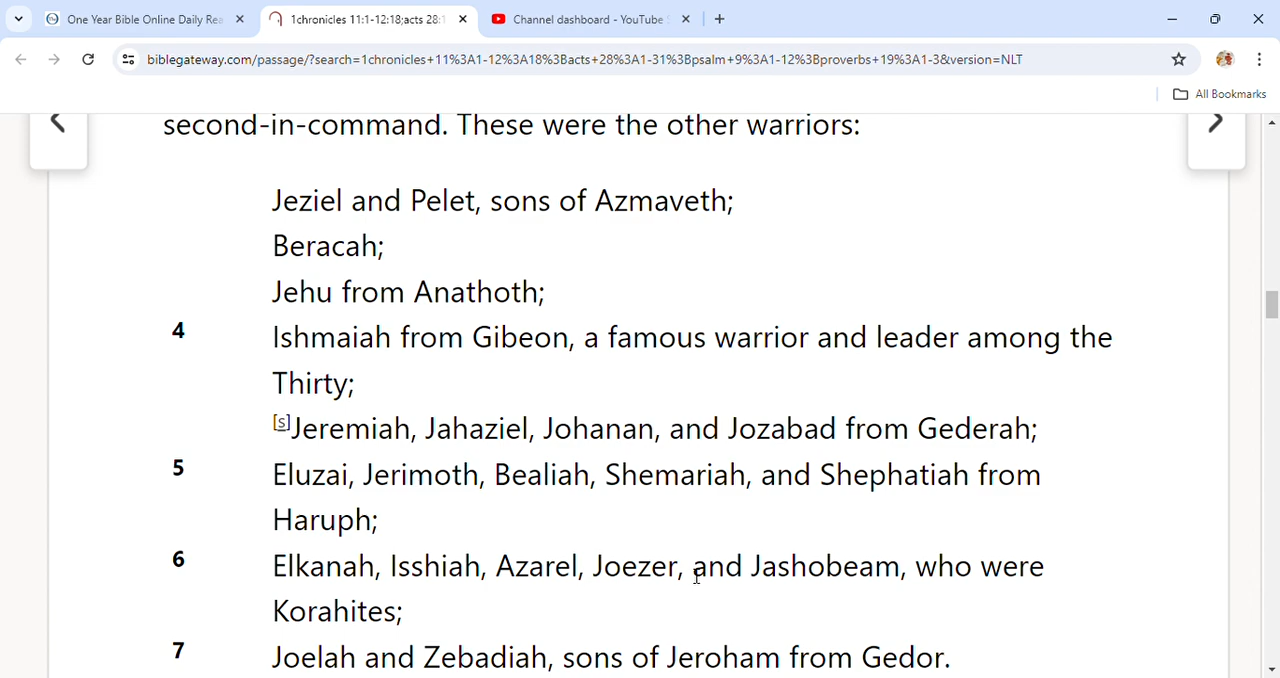 One Year Bible Online Daily Rea
1chronicles 11:1-12:18;acts 28:1
Channel dashboard - YouTube S
biblegateway.com/passage/?search=1chronicles+11%3A1-12%3A18%3Bacts+28%3A1-31%3Bpsalm+9%3A1-12%3Bproverbs+19%3A1-3&version=NLT
All Bookmarks
second-in-command. These were the other warriors:
Jeziel and Pelet, sons of Azmaveth;
Beracah;
Jehu from Anathoth;
4 Ishmaiah from Gibeon, a famous warrior and leader among the
Thirty;
[s]Jeremiah, Jahaziel, Johanan, and Jozabad from Gederah;
5 Eluzai, Jerimoth, Bealiah, Shemariah, and Shephatiah from
Haruph;
6 Elkanah, Isshiah, Azarel, Joezer, and Jashobeam, who were
Korahites;
7 Joelah and Zebadiah, sons of Jeroham from Gedor.